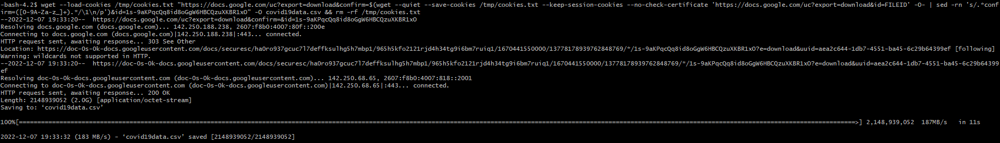 -bash-4.2$ wget --load-cookies /tmp/cookies.txt "https://docs.google.com/uc?export=download&confirm=$(wget --quiet --save-cookies /tmp/cookies.txt --keep-session-cookies --no-check-certificate 'https://docs.google.com/uc?export=download&id=FILEID' -O- | sed -rn 's/.*conf
irm=([0-9A-Za-z_]+).*/\1\n/p')&id=1s-9aKPqcQq8id8oGgW6HBCQzuXKBR1xO" -O covid19data.csv && rm -rf /tmp/cookies.txt
--2022-12-07 19:33:20--  https://docs.google.com/uc?export=download&confirm=&id=1s-9aKPqcQq8id8oGgW6HBCQzuXKBR1xO
Resolving docs.google.com (docs.google.com)... 142.250.188.238, 2607:f8b0:4007:80f::200e
Connecting to docs.google.com (docs.google.com)|142.250.188.238|:443... connected.
HTTP request sent, awaiting response... 303 See Other
Location: https://doc-0s-0k-docs.googleusercontent.com/docs/securesc/ha0ro937gcuc7l7deffksulhg5h7mbp1/965h5kfo2121rjd4h34tg9i6bm7ruiq1/1670441550000/13778178939762848769/*/1s-9aKPqcQq8id8oGgW6HBCQzuXKBR1xO?e=download&uuid=aea2c644-1db7-4551-ba45-6c29b64399ef [following]
Warning: wildcards not supported in HTTP.
--2022-12-07 19:33:20--  https://doc-0s-0k-docs.googleusercontent.com/docs/securesc/ha0ro937gcuc7l7deffksulhg5h7mbp1/965h5kfo2121rjd4h34tg9i6bm7ruiq1/1670441550000/13778178939762848769/*/1s-9aKPqcQq8id8oGgW6HBCQzuXKBR1xO?e=download&uuid=aea2c644-1db7-4551-ba45-6c29b64399
ef
Resolving doc-0s-0k-docs.googleusercontent.com (doc-0s-0k-docs.googleusercontent.com)... 142.250.68.65, 2607:f8b0:4007:818::2001
Connecting to doc-0s-0k-docs.googleusercontent.com (doc-0s-0k-docs.googleusercontent.com)|142.250.68.65|:443... connected.
HTTP request sent, awaiting response... 200 OK
Length: 2148939052 (2.0G) [application/octet-stream]
Saving to: ‘covid19data.csv’
100%[=====================================================================================================================================================================================================================================>] 2,148,939,052  187MB/s   in 11s
2022-12-07 19:33:32 (183 MB/s) - ‘covid19data.csv’ saved [2148939052/2148939052]